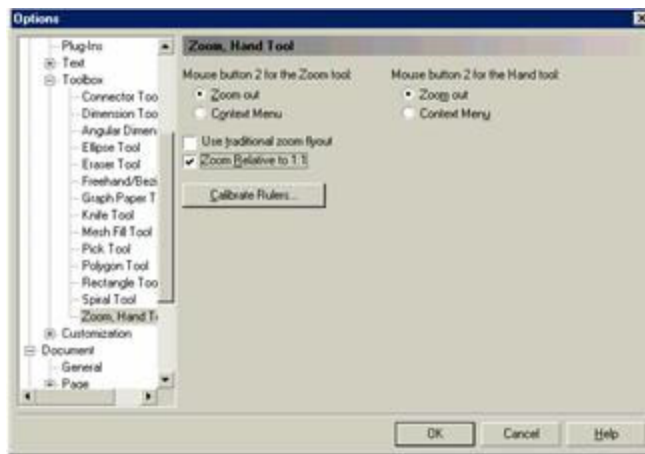 Options
Plug-Ins
Text
Toolbox
Connector Too
Dimension Too
Angular Dimen
Ellipse Tool
Eraser Tool
Freehand/Bezi
Graph Paper T
Knife Tool
Mesh Fill Tool
Pick Tool
Polygon Tool
Rectangle Too
Spiral Tool
Zoom, Hand T
Customization
Document
General
Page
Zoom, Hand Tool
Mouse button 2 for the Zoom tool:
Zoom out
Context Menu
Mouse button 2 for the Hand tool:
Zoom out
Context Menu
Use traditional zoom flyout
Zoom Relative to 1:1
Calibrate Rulers...
OK
Cancel
Help